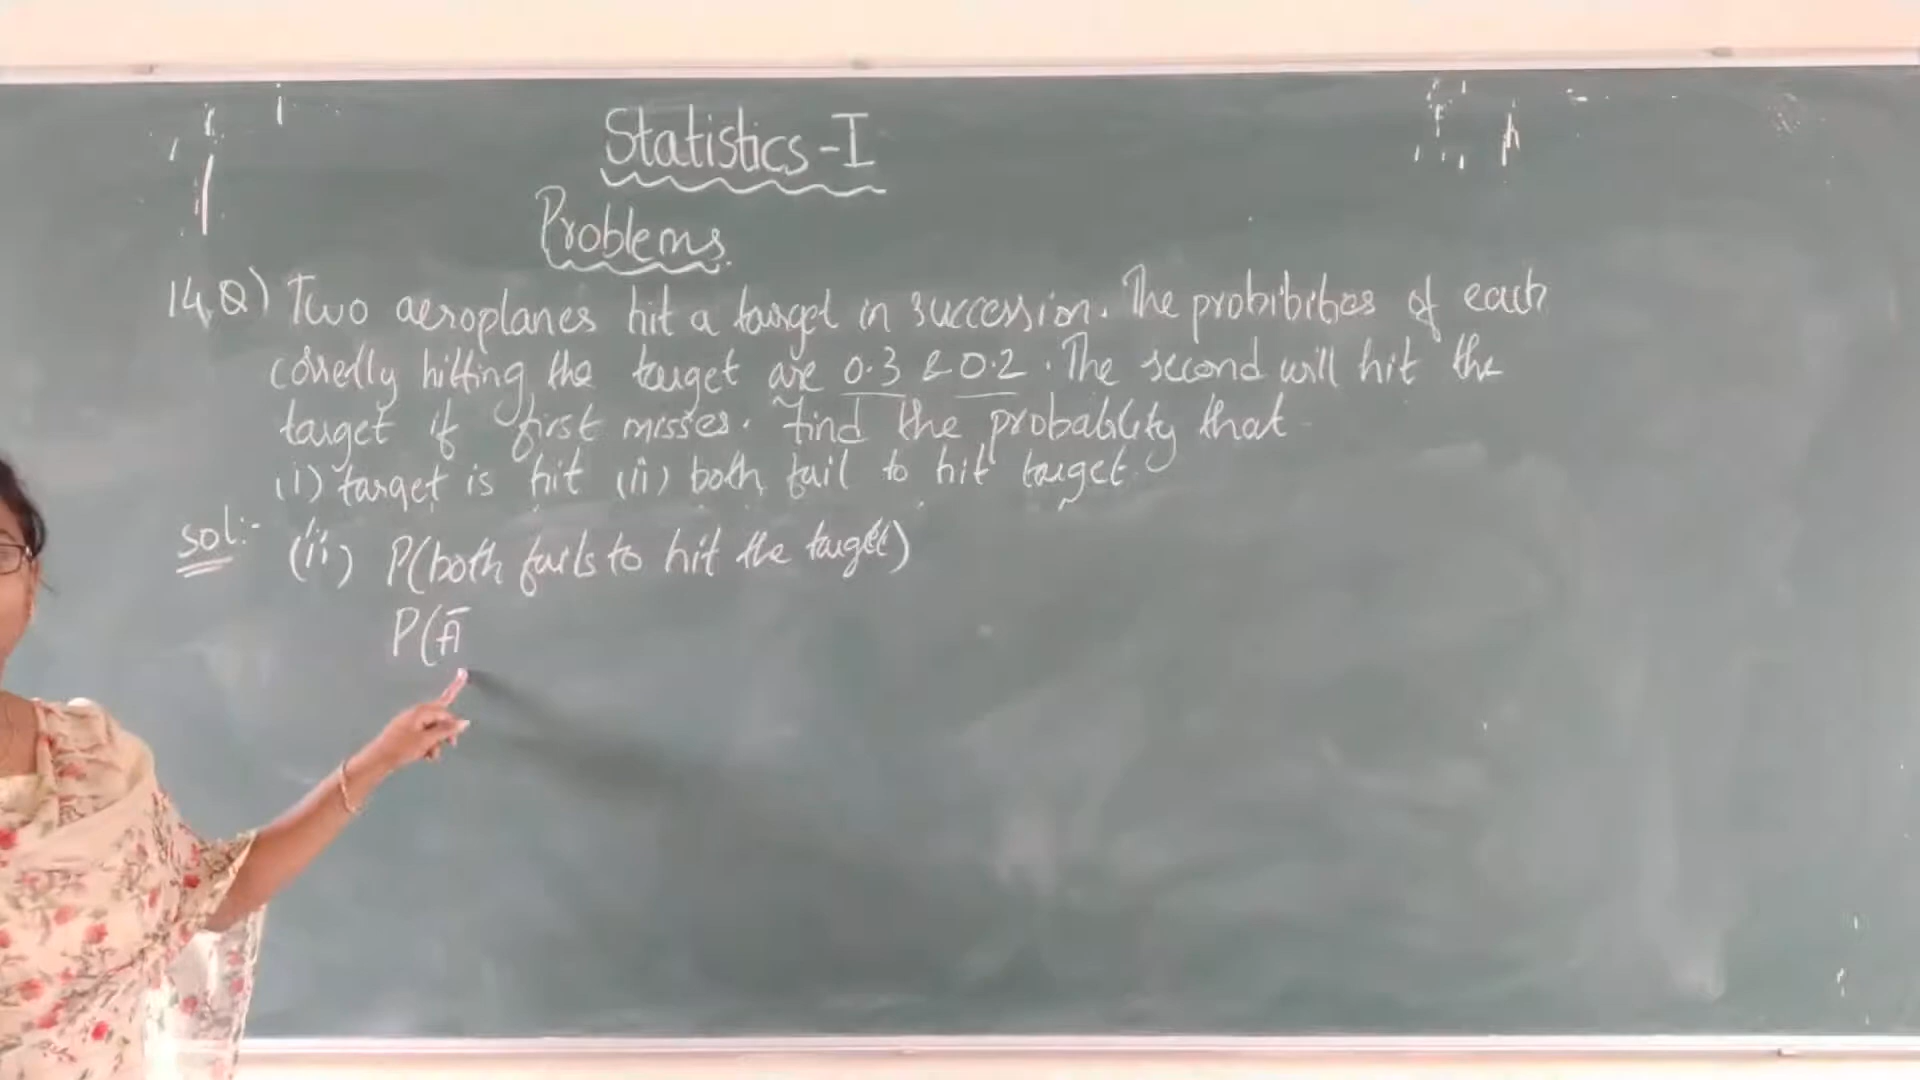 Statistics-I
Problems.
14,Q) Two aeroplanes hit a target in succession. The probibities of each
correctly hitting the target are 0.3 & 0.2. The second will hit the
target if first misses. Find the probability that
(i) target is hit (ii) both fail to hit target.
Sol:- (ii) P(both fails to hit the target)
P(Ā